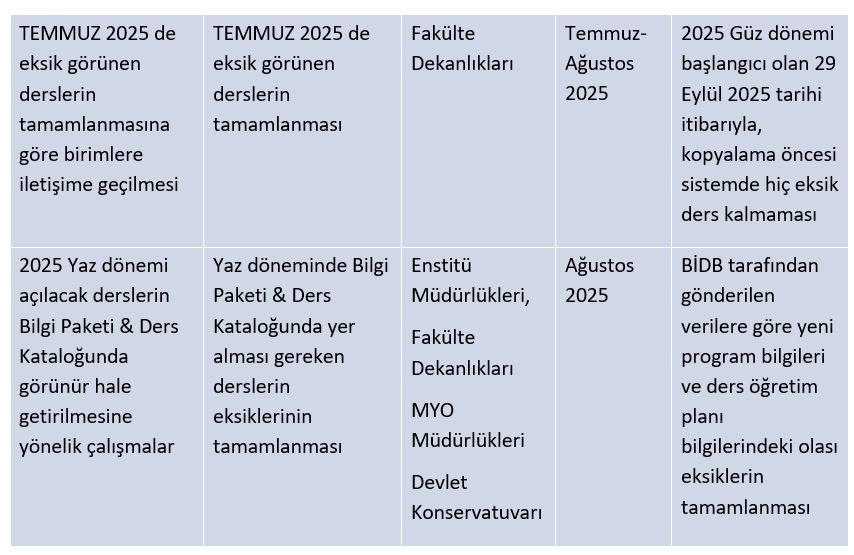 TEMMUZ 2025 de
eksik görünen
derslerin
tamamlanmasına
göre birimlere
iletişime geçilmesi
TEMMUZ 2025 de
eksik görünen
derslerin
tamamlanması
Fakülte
Dekanlıkları
Temmuz-
Ağustos
2025
2025 Güz dönemi
başlangıcı olan 29
Eylül 2025 tarihi
itibarıyla,
kopyalama öncesi
sistemde hiç eksik
ders kalmaması
2025 Yaz dönemi
açılacak derslerin
Bilgi Paketi & Ders
Kataloğunda
görünür hale
getirilmesine
yönelik çalışmalar
Yaz döneminde Bilgi
Paketi & Ders
Kataloğunda yer
alması gereken
derslerin
eksiklerinin
tamamlanması
Enstitü
Müdürlükleri,
Fakülte
Dekanlıkları
MYO
Müdürlükleri
Devlet
Konservatuvarı
Ağustos
2025
BİDB tarafından
gönderilen
verilere göre yeni
program bilgileri
ve ders öğretim
planı
bilgilerindeki olası
eksiklerin
tamamlanması